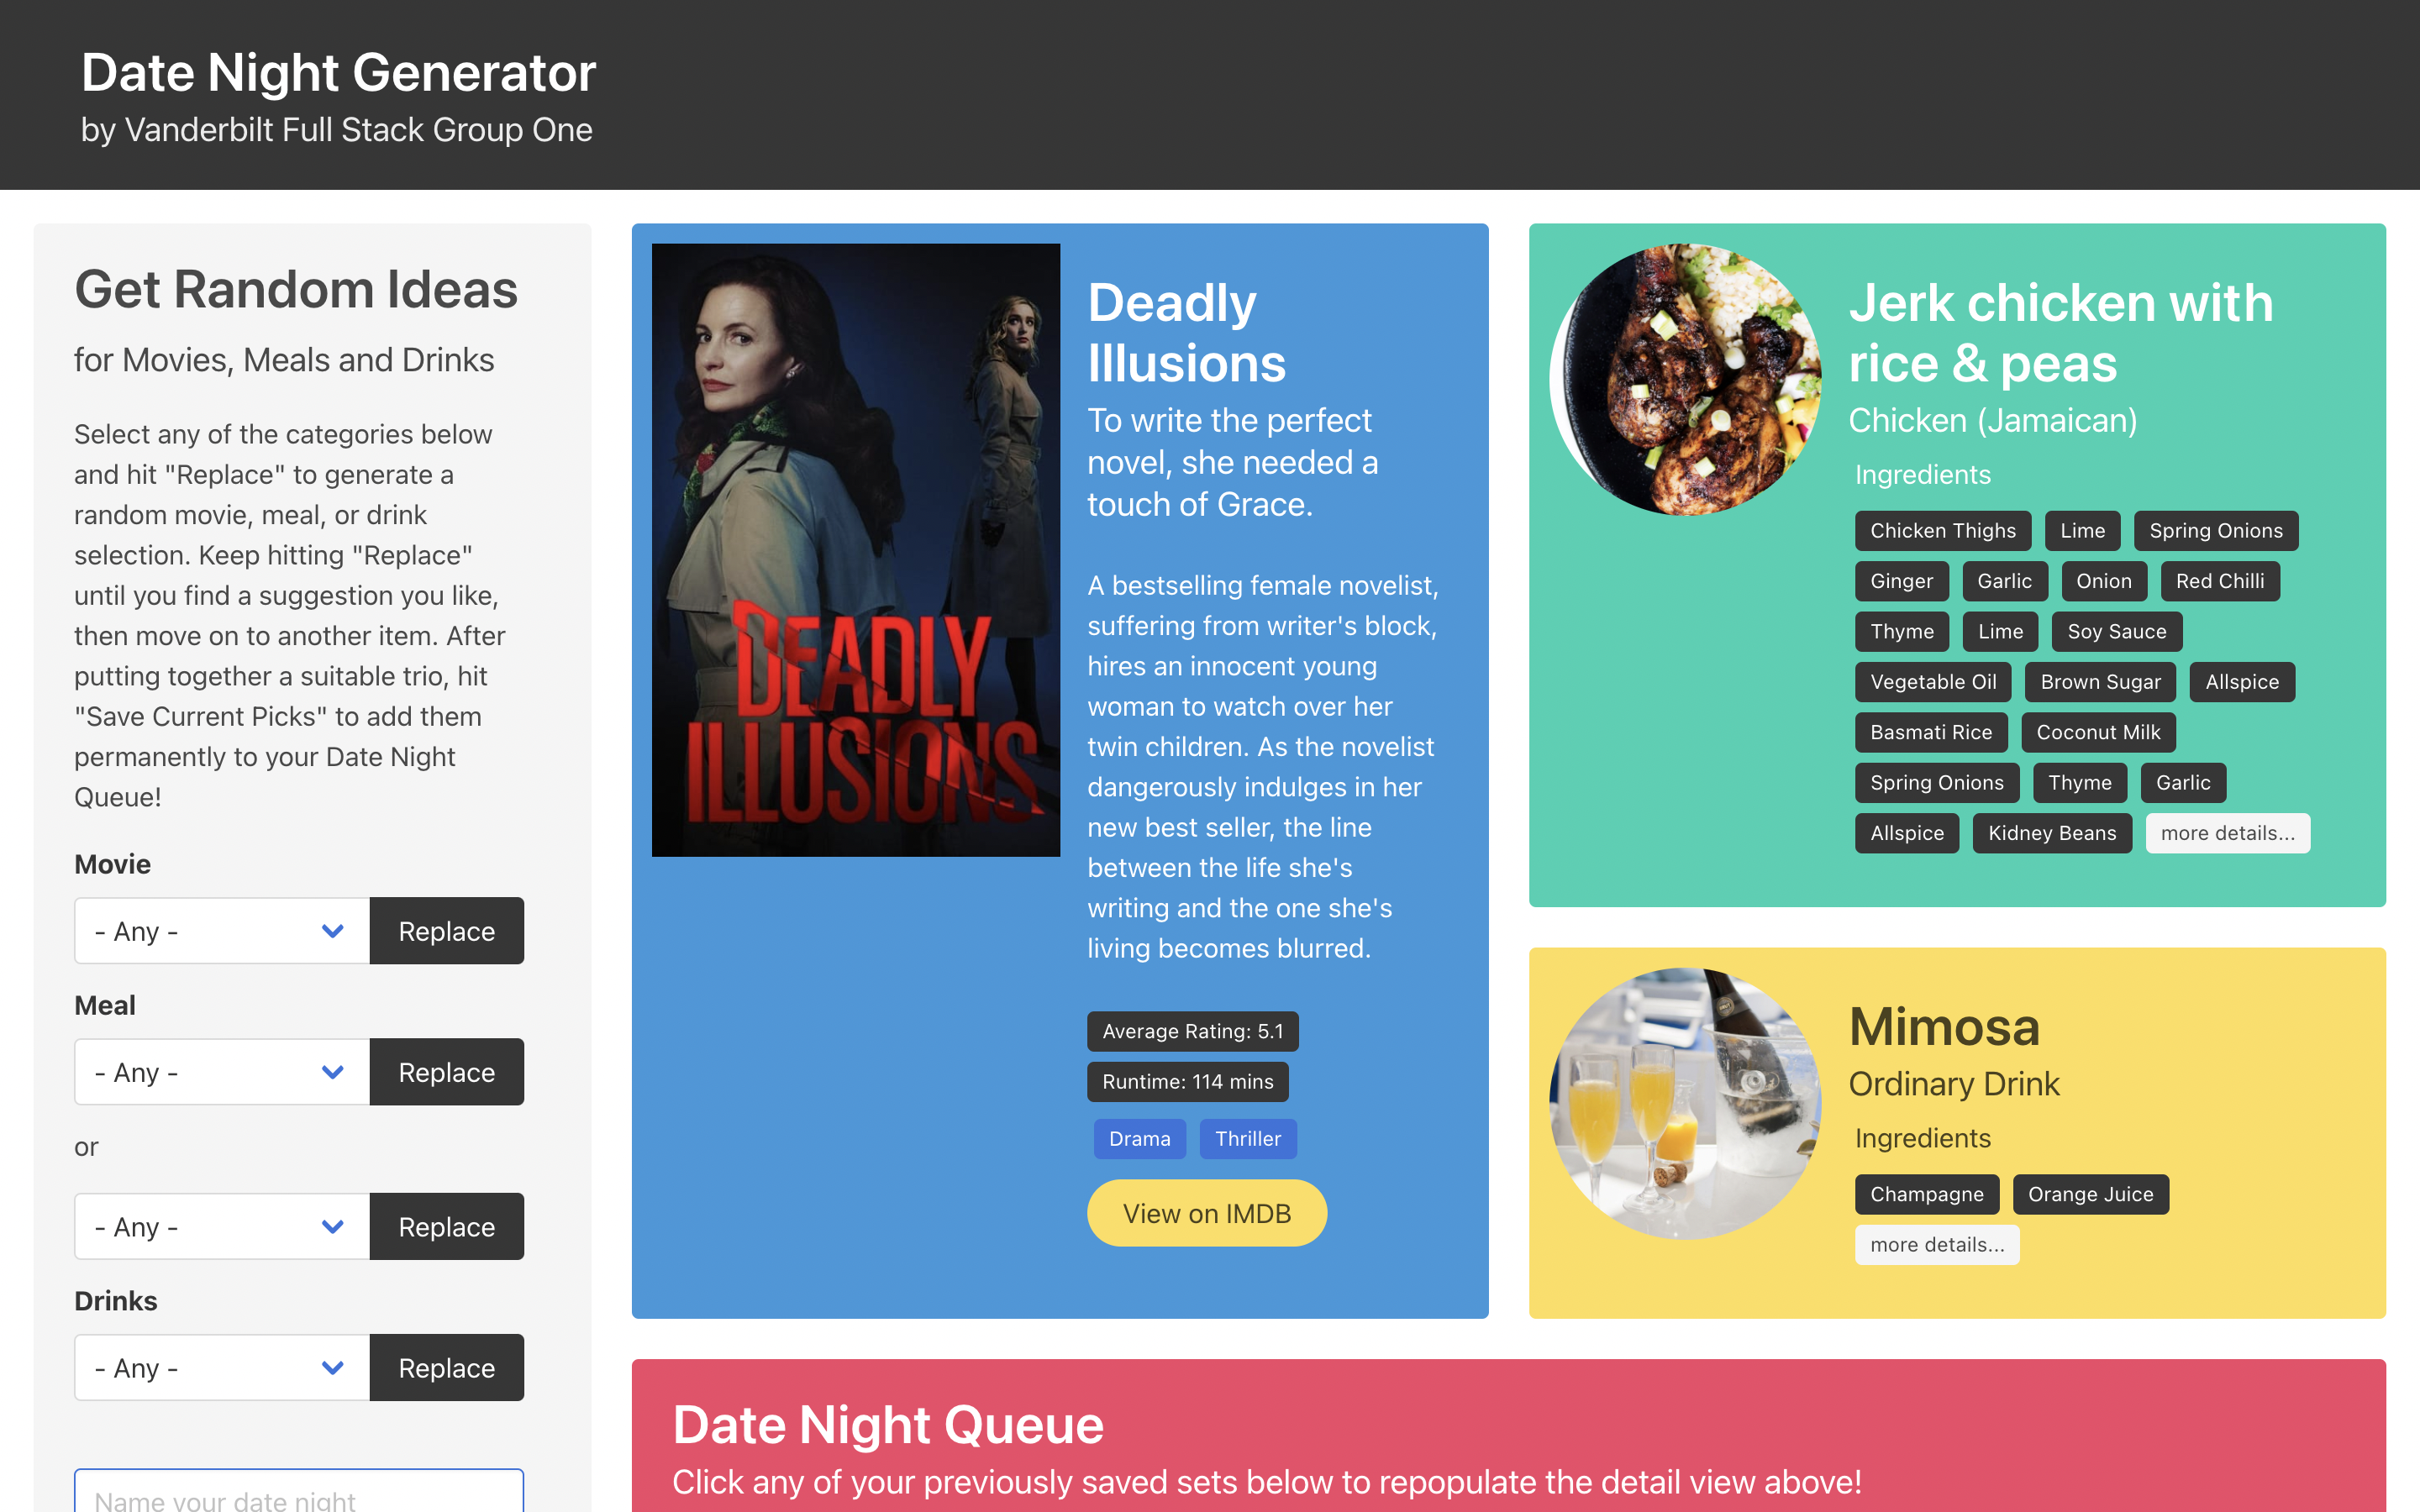 Date Night Generator
by Vanderbilt Full Stack Group One
Get Random Ideas
for Movies, Meals and Drinks
Select any of the categories below
and hit "Replace" to generate a
random movie, meal, or drink
selection. Keep hitting "Replace"
until you find a suggestion you like,
then move on to another item. After
putting together a suitable trio, hit
"Save Current Picks" to add them
permanently to your Date Night
Queue!
Movie
- Any -
Replace
Meal
- Any -
Replace
or
- Any -
Replace
Drinks
- Any -
Replace
Name your date night
DEADLY
ILLUSIONS
Deadly
Illusions
To write the perfect
novel, she needed a
touch of Grace.
A bestselling female novelist,
suffering from writer's block,
hires an innocent young
woman to watch over her
twin children. As the novelist
dangerously indulges in her
new best seller, the line
between the life she's
writing and the one she's
living becomes blurred.
Average Rating: 5.1
Runtime: 114 mins
Drama Thriller
View on IMDB
Jerk chicken with
rice & peas
Chicken (Jamaican)
Ingredients
Chicken Thighs Lime Spring Onions
Ginger Garlic Onion Red Chilli
Thyme Lime Soy Sauce
Vegetable Oil Brown Sugar Allspice
Basmati Rice Coconut Milk
Spring Onions Thyme Garlic
Allspice Kidney Beans more details...
Mimosa
Ordinary Drink
Ingredients
Champagne Orange Juice
more details...
Date Night Queue
Click any of your previously saved sets below to repopulate the detail view above!